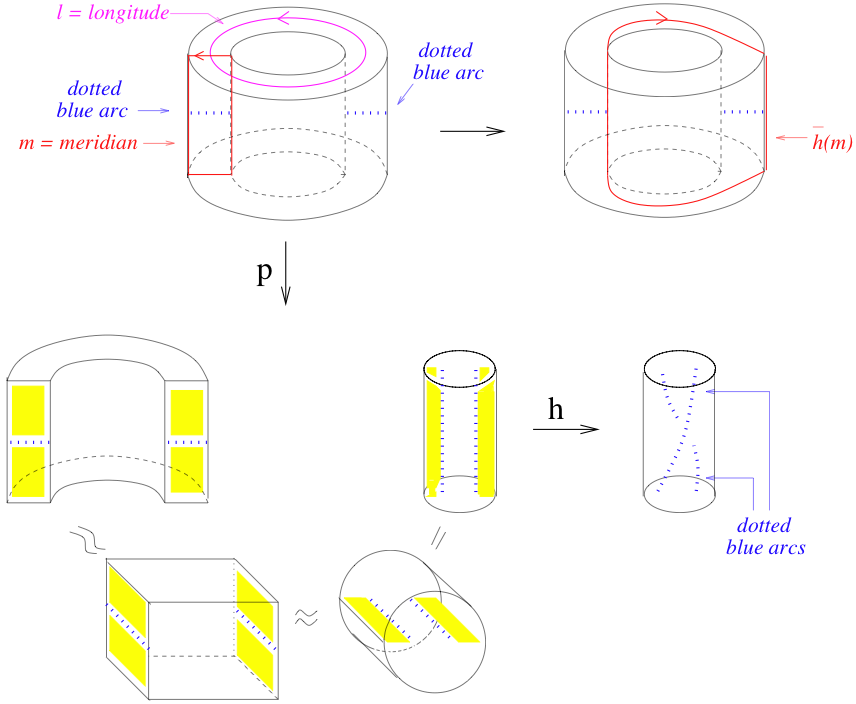 l = longitude
dotted
blue arc
dotted
blue arc
m = meridian
h̄(m)
p
h
dotted
blue arcs